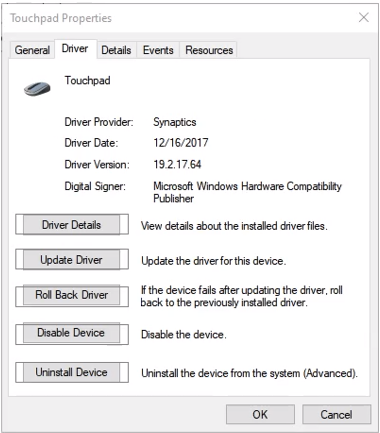 Touchpad Properties
General Driver Details Events Resources
Touchpad
Driver Provider: Synaptics
Driver Date: 12/16/2017
Driver Version: 19.2.17.64
Digital Signer: Microsoft Windows Hardware Compatibility
Publisher
Driver Details View details about the installed driver files.
Update Driver Update the driver for this device.
Roll Back Driver If the device fails after updating the driver, roll
back to the previously installed driver.
Disable Device Disable the device.
Uninstall Device Uninstall the device from the system (Advanced).
OK Cancel